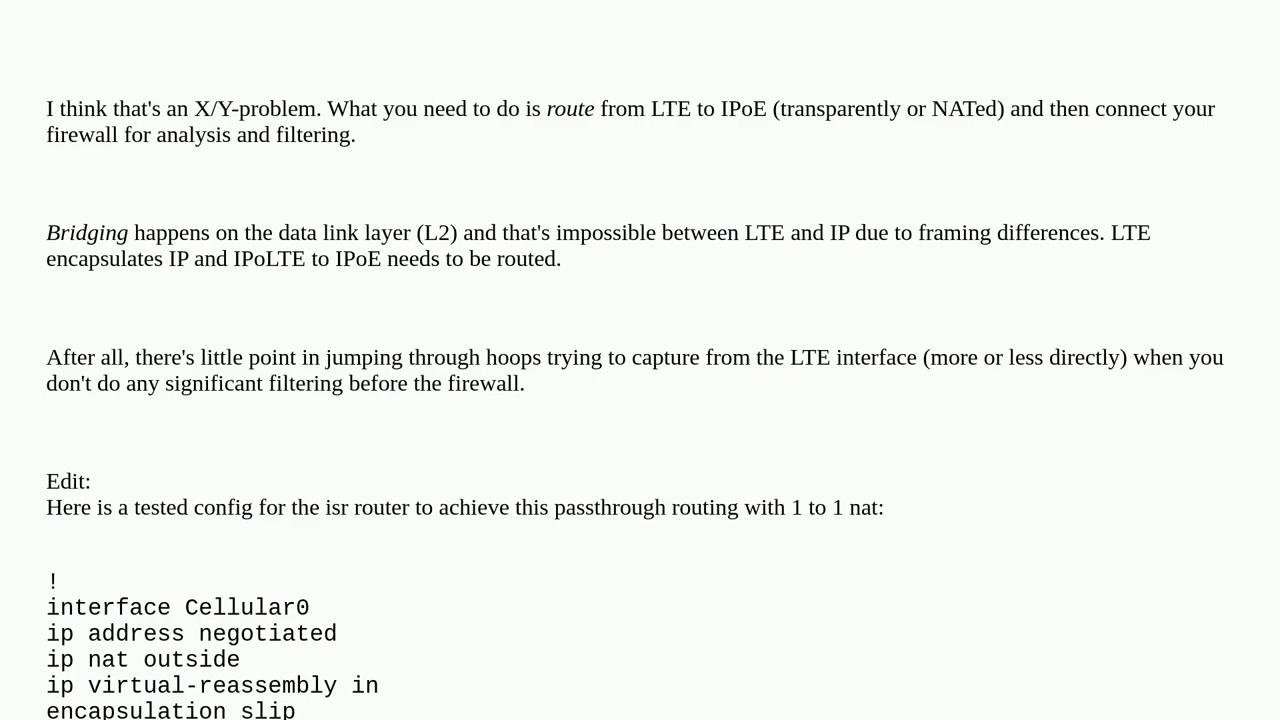 I think that's an X/Y-problem. What you need to do is route from LTE to IPoE (transparently or NATed) and then connect your
firewall for analysis and filtering.
Bridging happens on the data link layer (L2) and that's impossible between LTE and IP due to framing differences. LTE
encapsulates IP and IPoLTE to IPoE needs to be routed.
After all, there's little point in jumping through hoops trying to capture from the LTE interface (more or less directly) when you
don't do any significant filtering before the firewall.
Edit:
Here is a tested config for the isr router to achieve this passthrough routing with 1 to 1 nat:
!
interface Cellular0
ip address negotiated
ip nat outside
ip virtual-reassembly in
encapsulation slip